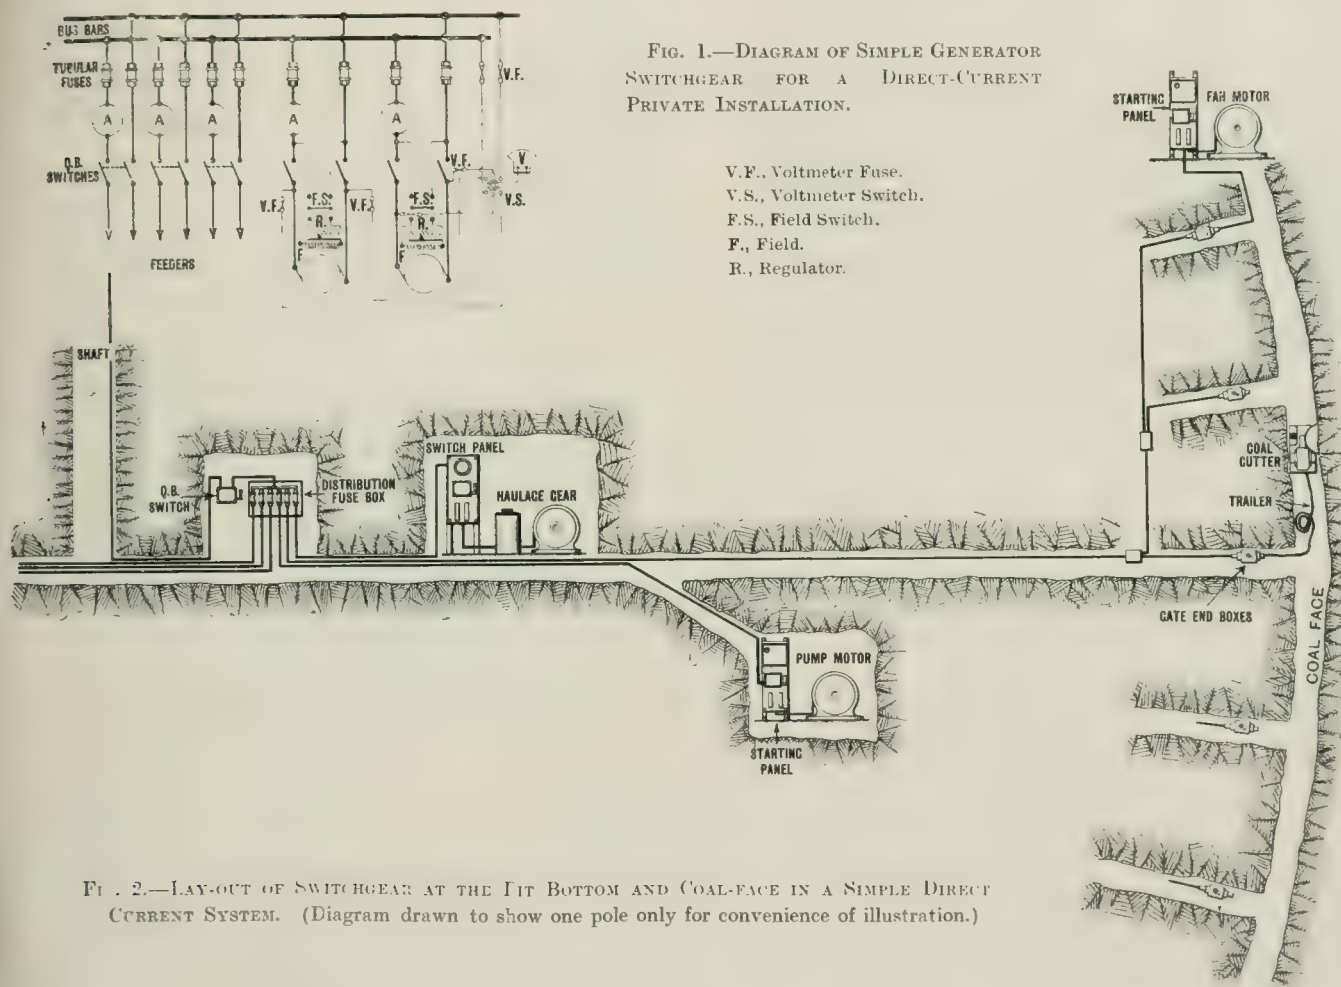 BUS BARS
TUBULAR
FUSES
V.F.
A A A A A
Q.B.
SWITCHES
V.F.
V
V.S.
V.F.
F.S.
V.F.
F.S.
R.
R.
F
F
FEEDERS
FIG. 1.—DIAGRAM OF SIMPLE GENERATOR
SWITCHGEAR FOR A DIRECT-CURRENT
PRIVATE INSTALLATION.
V.F., Voltmeter Fuse.
V.S., Voltmeter Switch.
F.S., Field Switch.
F., Field.
R., Regulator.
STARTING
PANEL
FAN MOTOR
SHAFT
Q.B.
SWITCH
DISTRIBUTION
FUSE BOX
SWITCH PANEL
HAULAGE GEAR
COAL
CUTTER
TRAILER
GATE END BOXES
COAL FACE
PUMP MOTOR
STARTING
PANEL
FI . 2.—LAY-OUT OF SWITCHGEAR AT THE PIT BOTTOM AND COAL-FACE IN A SIMPLE DIRECT
CURRENT SYSTEM. (Diagram drawn to show one pole only for convenience of illustration.)